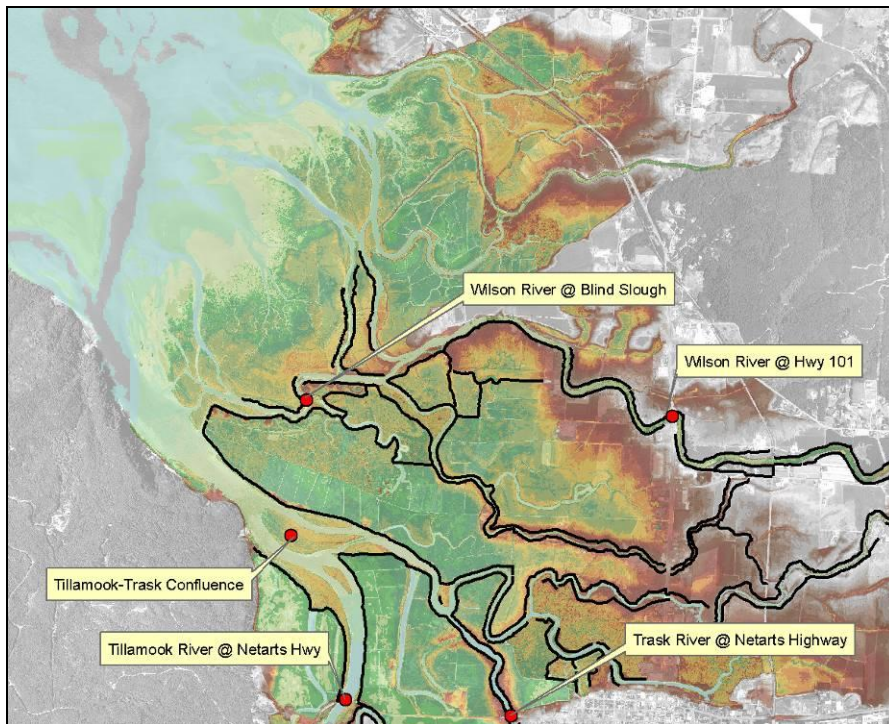 Wilson River @ Blind Slough
Wilson River @ Hwy 101
Tillamook-Trask Confluence
Tillamook River @ Netarts Hwy
Trask River @ Netarts Highway